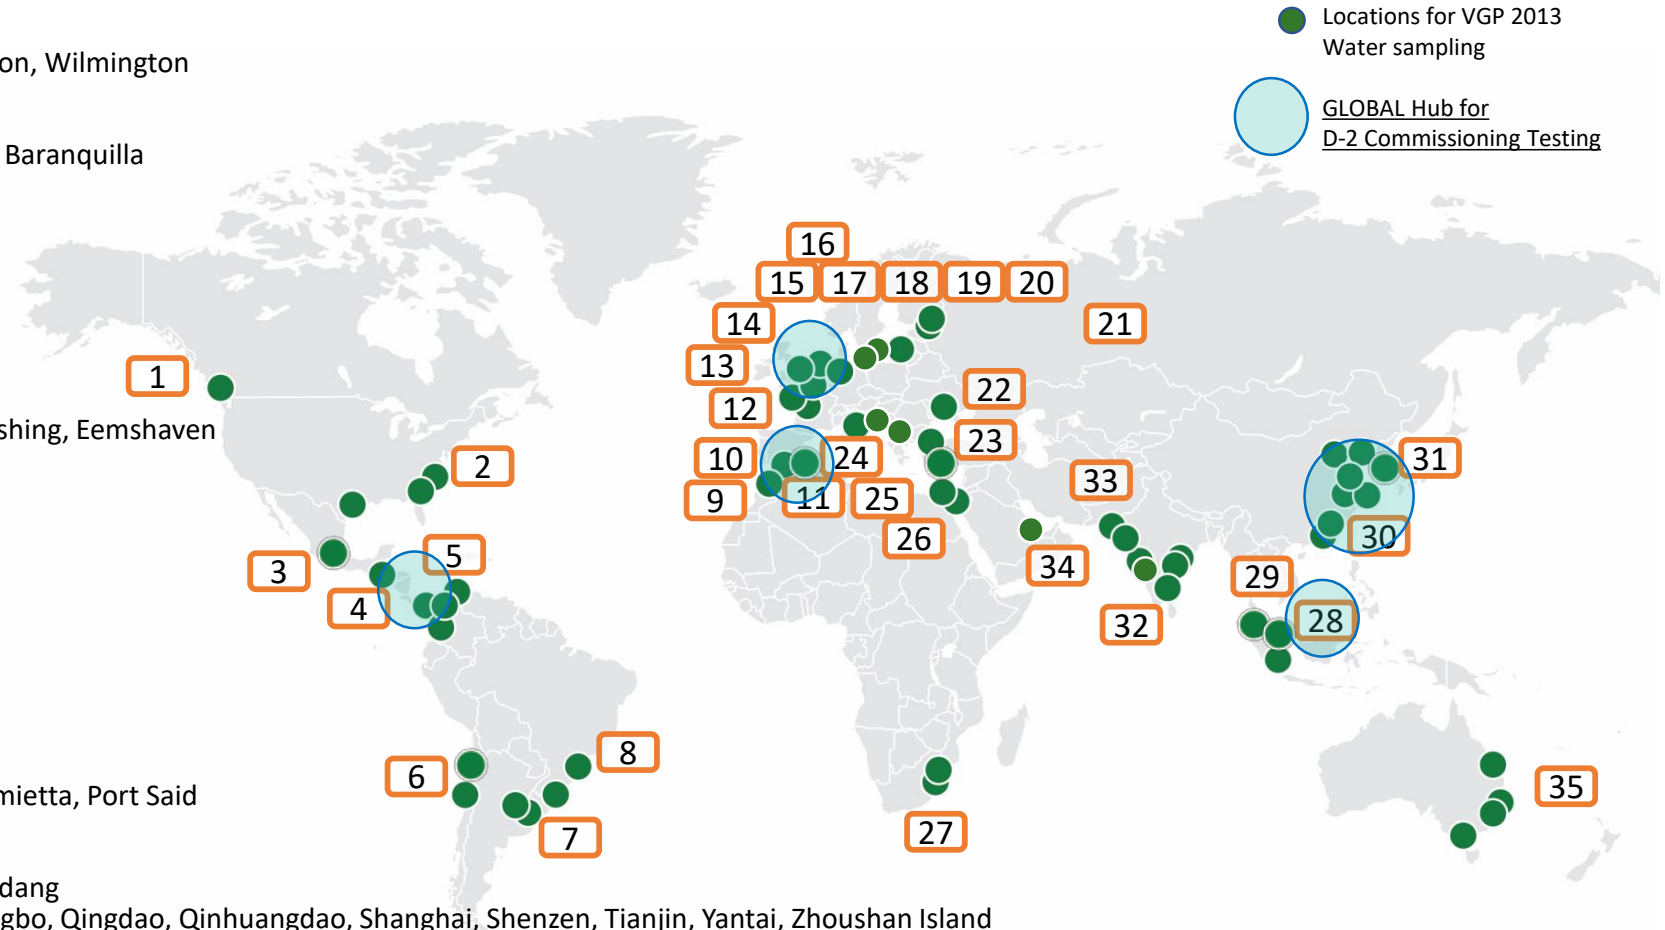 Locations for VGP 2013
Water sampling
on, Wilmington
GLOBAL Hub for
D-2 Commissioning Testing
Baranquilla
16
15 17 18 19 20
14
21
13
1
22
12
shing, Eemshaven
23
10
24
31
2
33
9
11
25
30
26
5
34
3
29
4
28
32
8
6
35
mietta, Port Said
27
7
dang
gbo, Qingdao, Qinhuangdao, Shanghai, Shenzen, Tianjin, Yantai, Zhoushan Island